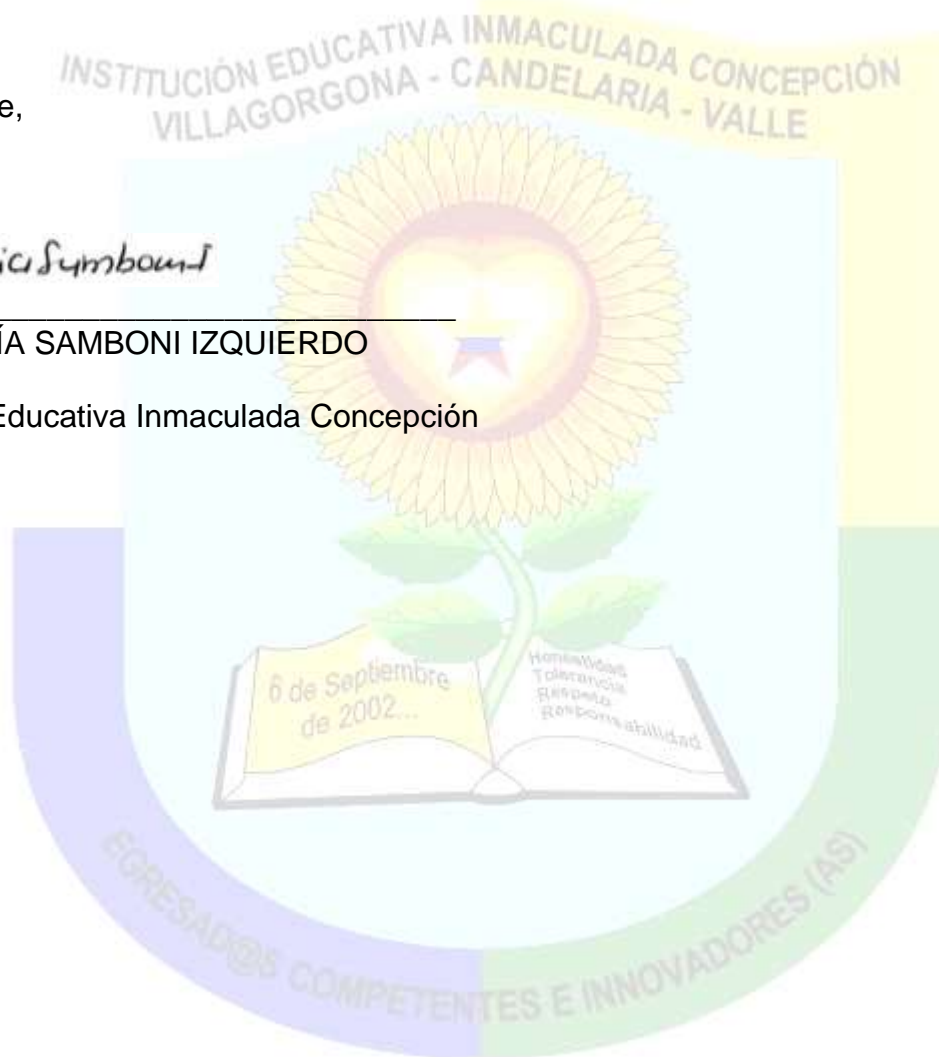 INSTITUCIÓN EDUCATIVA INMACULADA CONCEPCIÓN
VILLAGORGONA - CANDELARIA - VALLE
e,
ÍA SAMBONI IZQUIERDO
Educativa Inmaculada Concepción
6 de Septiembre
de 2002...
Honestidad
Tolerancia
Respeto
Responsabilidad
EGRESAD@S COMPETENTES E INNOVADORES (AS)